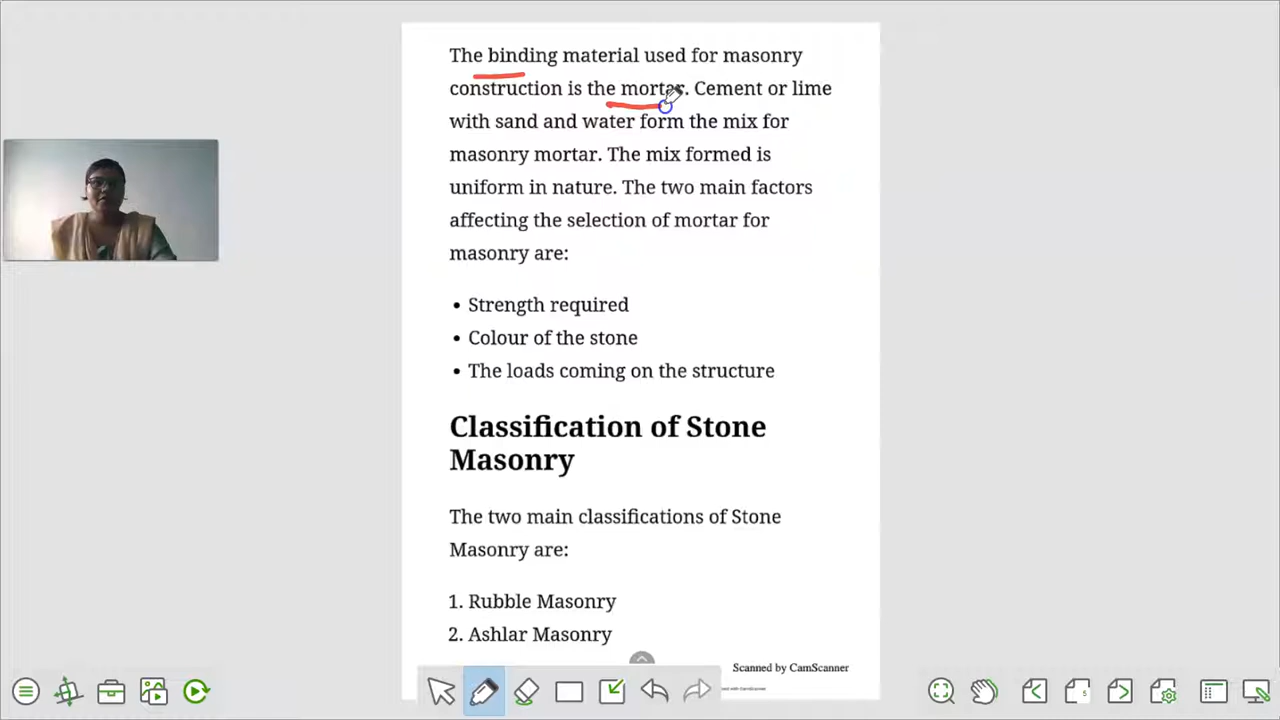 The binding material used for masonry
construction is the mortar. Cement or lime
with sand and water form the mix for
masonry mortar. The mix formed is
uniform in nature. The two main factors
affecting the selection of mortar for
masonry are:
• Strength required
• Colour of the stone
• The loads coming on the structure
Classification of Stone
Masonry
The two main classifications of Stone
Masonry are:
1. Rubble Masonry
2. Ashlar Masonry
Scanned by CamScanner
5